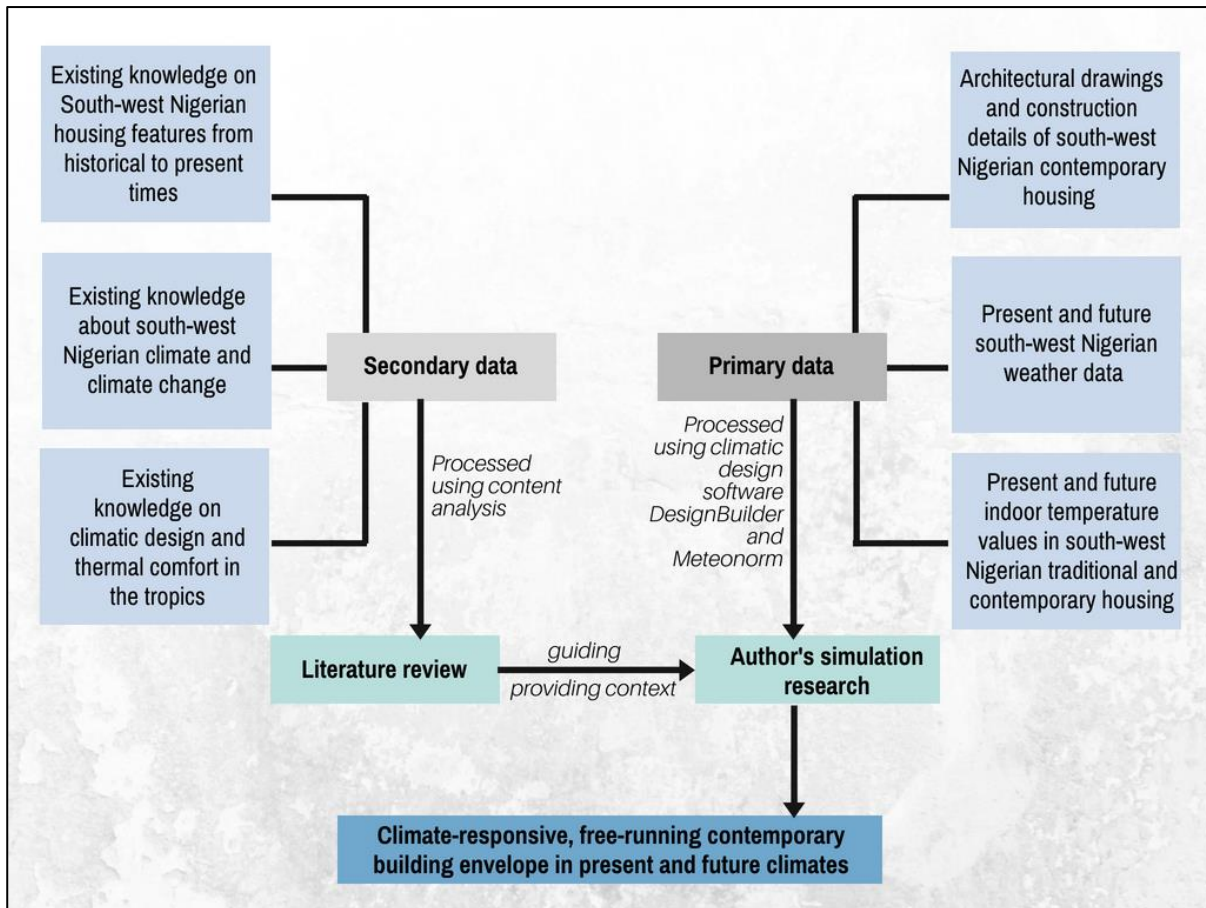 Existing knowledge on
South-west Nigerian
housing features from
historical to present
times
Existing knowledge
about south-west
Nigerian climate and
climate change
Existing
knowledge on
climatic design and
thermal comfort in
the tropics
Secondary data
Processed
using content
analysis
Primary data
Processed
using climatic
design
software
DesignBuilder
and
Meteonorm
Architectural drawings
and construction
details of south-west
Nigerian contemporary
housing
Present and future
south-west Nigerian
weather data
Present and future
indoor temperature
values in south-west
Nigerian traditional and
contemporary housing
Literature review
guiding
providing context
Author's simulation
research
Climate-responsive, free-running contemporary
building envelope in present and future climates